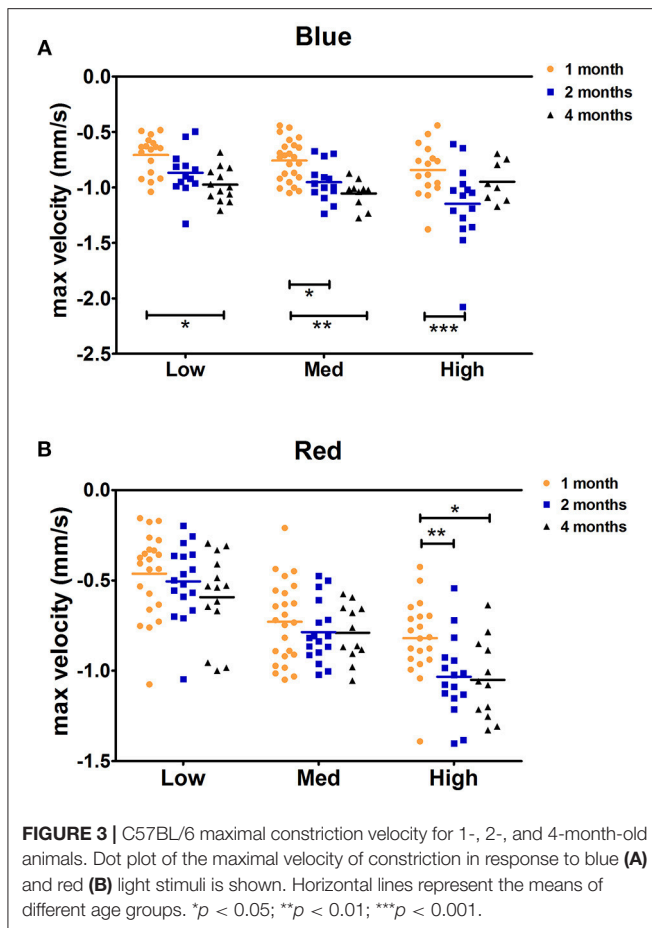 A
Blue
1 month
2 months
4 months
max velocity (mm/s)
0.0
-0.5
-1.0
-1.5
-2.0
-2.5
*
*
**
***
Low
Med
High
B
Red
1 month
2 months
4 months
max velocity (mm/s)
0.0
-0.5
-1.0
-1.5
*
**
Low
Med
High
FIGURE 3 | C57BL/6 maximal constriction velocity for 1-, 2-, and 4-month-old
animals. Dot plot of the maximal velocity of constriction in response to blue (A)
and red (B) light stimuli is shown. Horizontal lines represent the means of
different age groups. *p < 0.05; **p < 0.01; ***p < 0.001.